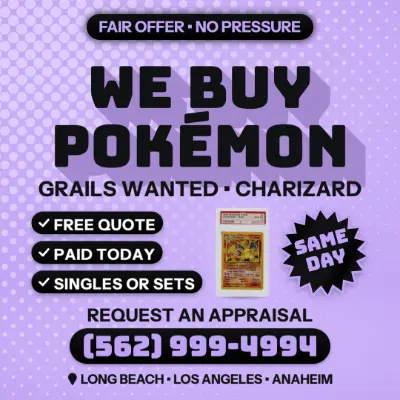 FAIR OFFER • NO PRESSURE
WE BUY
POKÉMON
GRAILS WANTED • CHARIZARD
FREE QUOTE
PAID TODAY
SINGLES OR SETS
SAME
DAY
REQUEST AN APPRAISAL
(562) 999-4994
LONG BEACH • LOS ANGELES • ANAHEIM